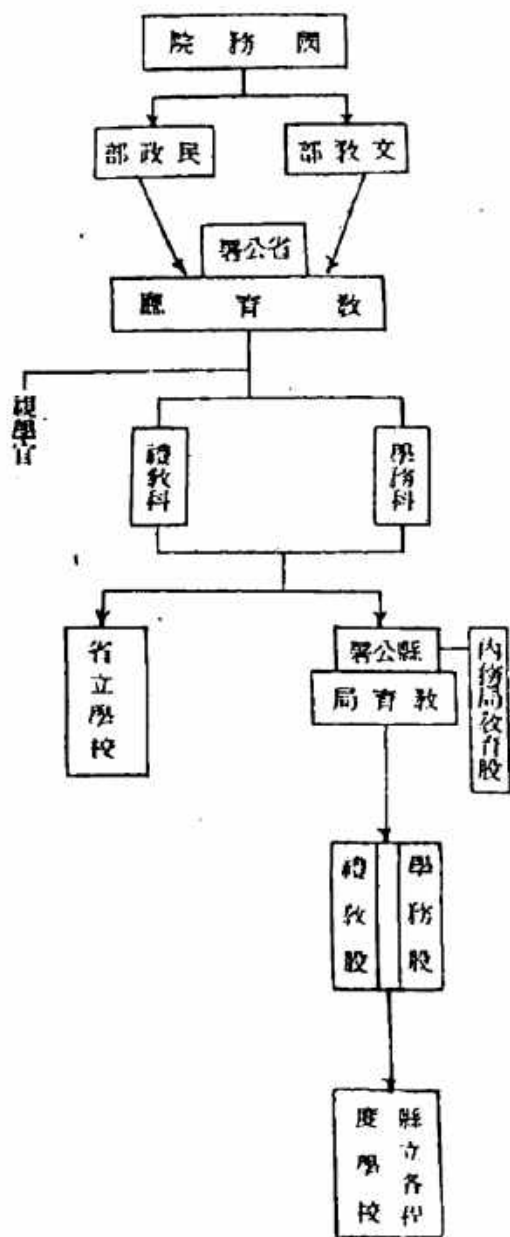 國務院
文教部
民政部
省公署
教育廳
視學官
學務科
禮教科
縣公署
教育局
內務局教育股
省立學校
學務股
禮教股
縣立各程
度學校